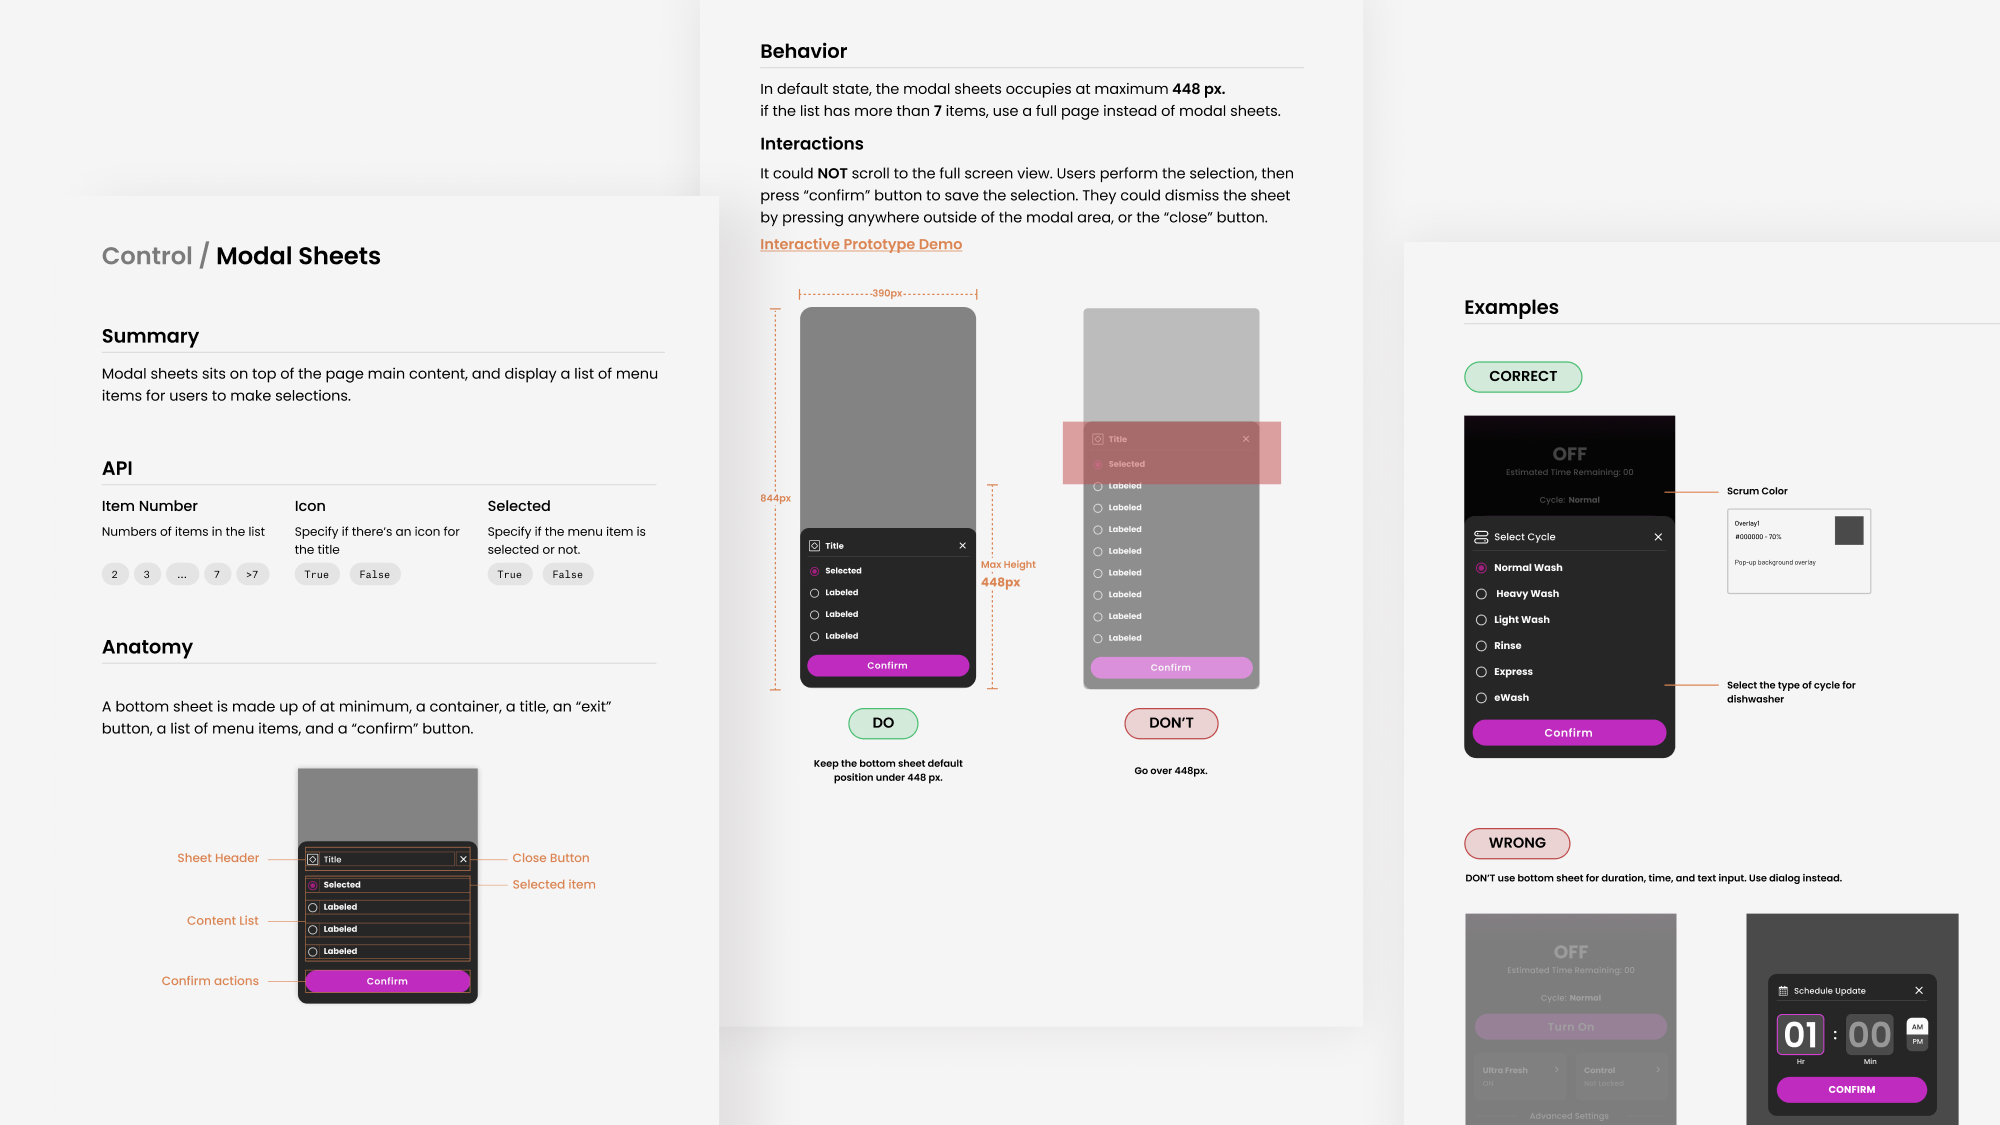 Control / Modal Sheets
Summary
Modal sheets sits on top of the page main content, and display a list of menu
items for users to make selections.
API
Item Number
Numbers of items in the list
2 3 ... 7 >7
Icon
Specify if there's an icon for
the title
True False
Selected
Specify if the menu item is
selected or not.
True False
Anatomy
A bottom sheet is made up of at minimum, a container, a title, an “exit”
button, a list of menu items, and a “confirm” button.
Sheet Header
Content List
Confirm actions
Title
Selected
Labeled
Labeled
Labeled
Confirm
Close Button
Selected item
Behavior
In default state, the modal sheets occupies at maximum 448 px.
if the list has more than 7 items, use a full page instead of modal sheets.
Interactions
It could NOT scroll to the full screen view. Users perform the selection, then
press “confirm” button to save the selection. They could dismiss the sheet
by pressing anywhere outside of the modal area, or the “close” button.
Interactive Prototype Demo
390px
844px
Title
Selected
Labeled
Labeled
Labeled
Confirm
Max Height
448px
DO
Keep the bottom sheet default
position under 448 px.
Title
Selected
Labeled
Labeled
Labeled
Labeled
Labeled
Labeled
Labeled
Labeled
Confirm
DON'T
Go over 448px.
Examples
CORRECT
OFF
Estimated Time Remaining: 00
Cycle: Normal
Select Cycle
Normal Wash
Heavy Wash
Light Wash
Rinse
Express
eWash
Confirm
Scrum Color
Overlay1
#000000 - 70%
Pop-up background overlay
Select the type of cycle for
dishwasher
WRONG
DON'T use bottom sheet for duration, time, and text input. Use dialog instead.
OFF
Estimated Time Remaining: 00
Cycle: Normal
Turn On
Ultra Fresh
Off
Control
Not Locked
Advanced Settings
Schedule Update
01 : 00
AM
PM
Hr
Min
CONFIRM